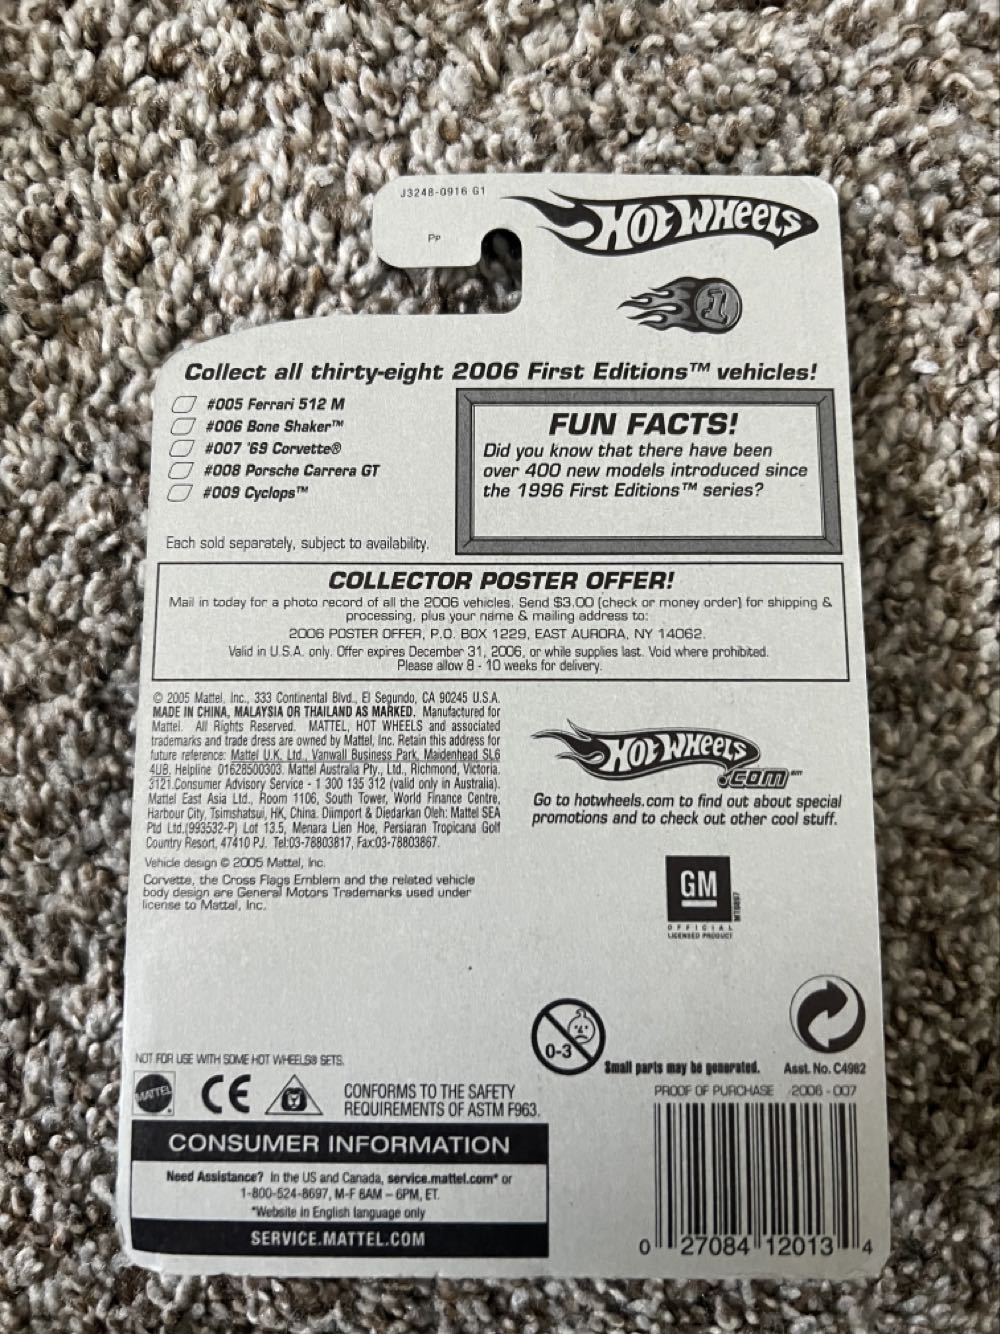 J3248-0916 G1
PP
HOT WHEELS
1
Collect all thirty-eight 2006 First Editions™ vehicles!
#005 Ferrari 512 M
#006 Bone Shaker™
#007 '69 Corvette®
#008 Porsche Carrera GT
#009 Cyclops™
Each sold separately, subject to availability.
FUN FACTS!
Did you know that there have been
over 400 new models introduced since
the 1996 First Editions™ series?
COLLECTOR POSTER OFFER!
Mail in today for a photo record of all the 2006 vehicles. Send $3.00 (check or money order) for shipping &
processing, plus your name & mailing address to:
2006 POSTER OFFER, P.O. BOX 1229, EAST AURORA, NY 14062.
Valid in U.S.A. only. Offer expires December 31, 2006, or while supplies last. Void where prohibited.
Please allow 8 - 10 weeks for delivery.
© 2005 Mattel, Inc., 333 Continental Blvd., El Segundo, CA 90245 U.S.A.
MADE IN CHINA, MALAYSIA OR THAILAND AS MARKED. Manufactured for
Mattel. All Rights Reserved. MATTEL, HOT WHEELS and associated
trademarks and trade dress are owned by Mattel, Inc. Retain this address for
future reference: Mattel U.K. Ltd., Vanwall Business Park, Maidenhead SL6
4UB. Helpline 01628500303. Mattel Australia Pty., Ltd., Richmond, Victoria.
3121.Consumer Advisory Service - 1 300 135 312 (valid only in Australia).
Mattel East Asia Ltd., Room 1106, South Tower, World Finance Centre,
Harbour City, Tsimshatsui, HK, China. Diimport & Diedarkan Oleh: Mattel SEA
Ptd Ltd.(993532-P) Lot 13.5, Menara Lien Hoe, Persiaran Tropicana Golf
Country Resort, 47410 PJ. Tel:03-78803817, Fax:03-78803867.
Vehicle design © 2005 Mattel, Inc.
Corvette, the Cross Flags Emblem and the related vehicle
body design are General Motors Trademarks used under
license to Mattel, Inc.
HOT WHEELS
.COM℠
Go to hotwheels.com to find out about special
promotions and to check out other cool stuff.
GM
OFFICIAL
LICENSED PRODUCT
0-3
Small parts may be generated.
Asst. No. C4982
NOT FOR USE WITH SOME HOT WHEELS® SETS.
MATTEL
CE
CONFORMS TO THE SAFETY
REQUIREMENTS OF ASTM F963.
PROOF OF PURCHASE 2006 - 007
CONSUMER INFORMATION
Need Assistance? In the US and Canada, service.mattel.com* or
1-800-524-8697, M-F 8AM – 6PM, ET.
*Website in English language only
SERVICE.MATTEL.COM
0 27084 12013 4